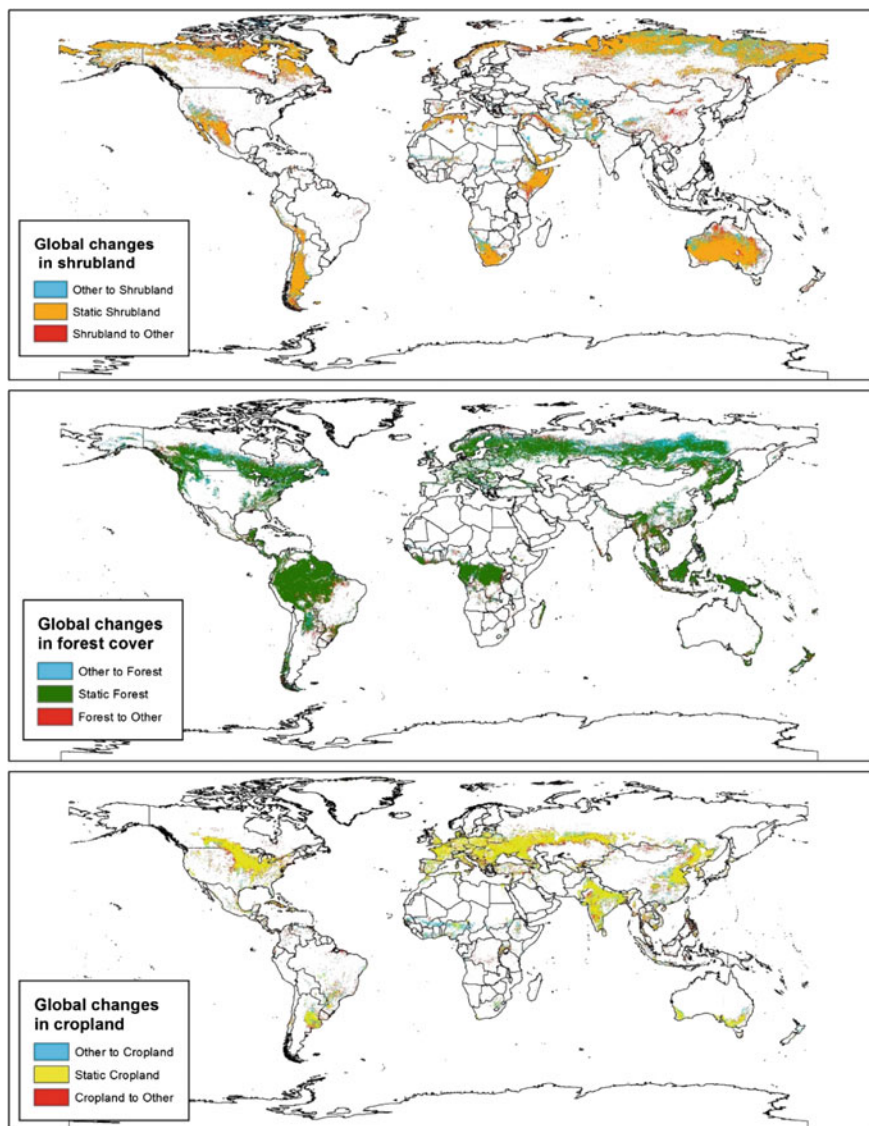 Global changes
in shrubland
Other to Shrubland
Static Shrubland
Shrubland to Other
Global changes
in forest cover
Other to Forest
Static Forest
Forest to Other
Global changes
in cropland
Other to Cropland
Static Cropland
Cropland to Other